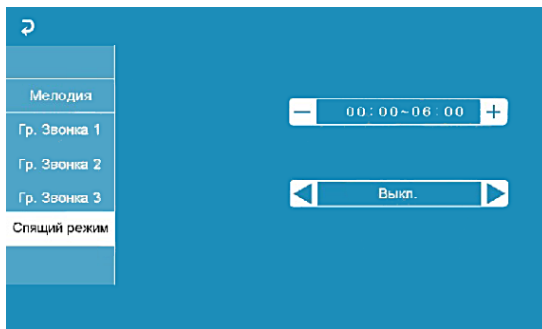 Мелодия
Гр. Звонка 1
Гр. Звонка 2
Гр. Звонка 3
Спящий режим
00:00~06:00
Выкл.